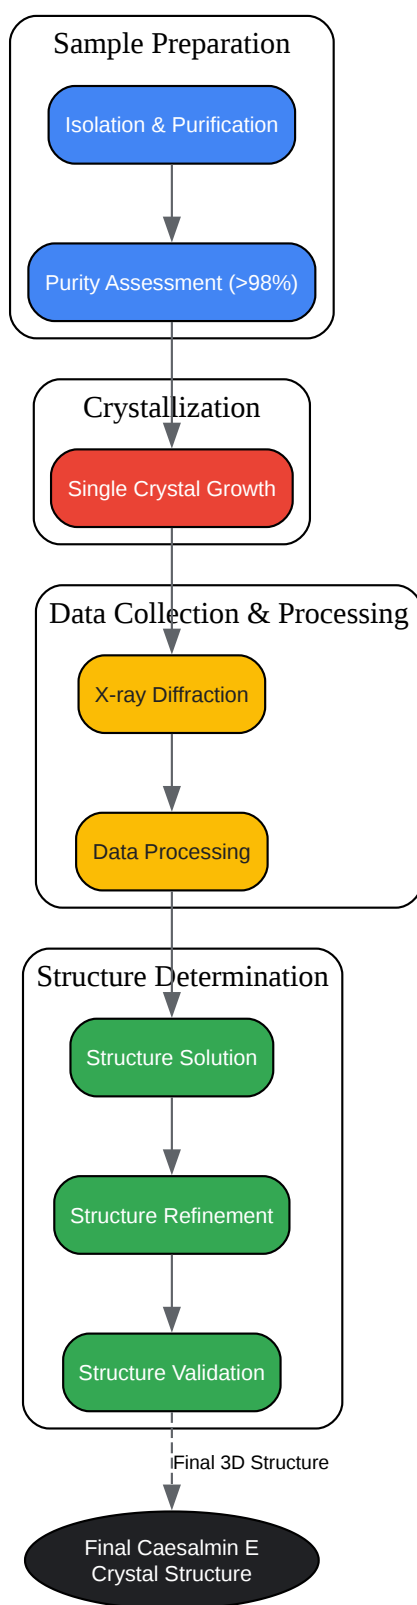 Sample Preparation
Isolation & Purification
Purity Assessment (>98%)
Crystallization
Single Crystal Growth
Data Collection & Processing
X-ray Diffraction
Data Processing
Structure Determination
Structure Solution
Structure Refinement
Structure Validation
Final 3D Structure
Final Caesalmin E
Crystal Structure